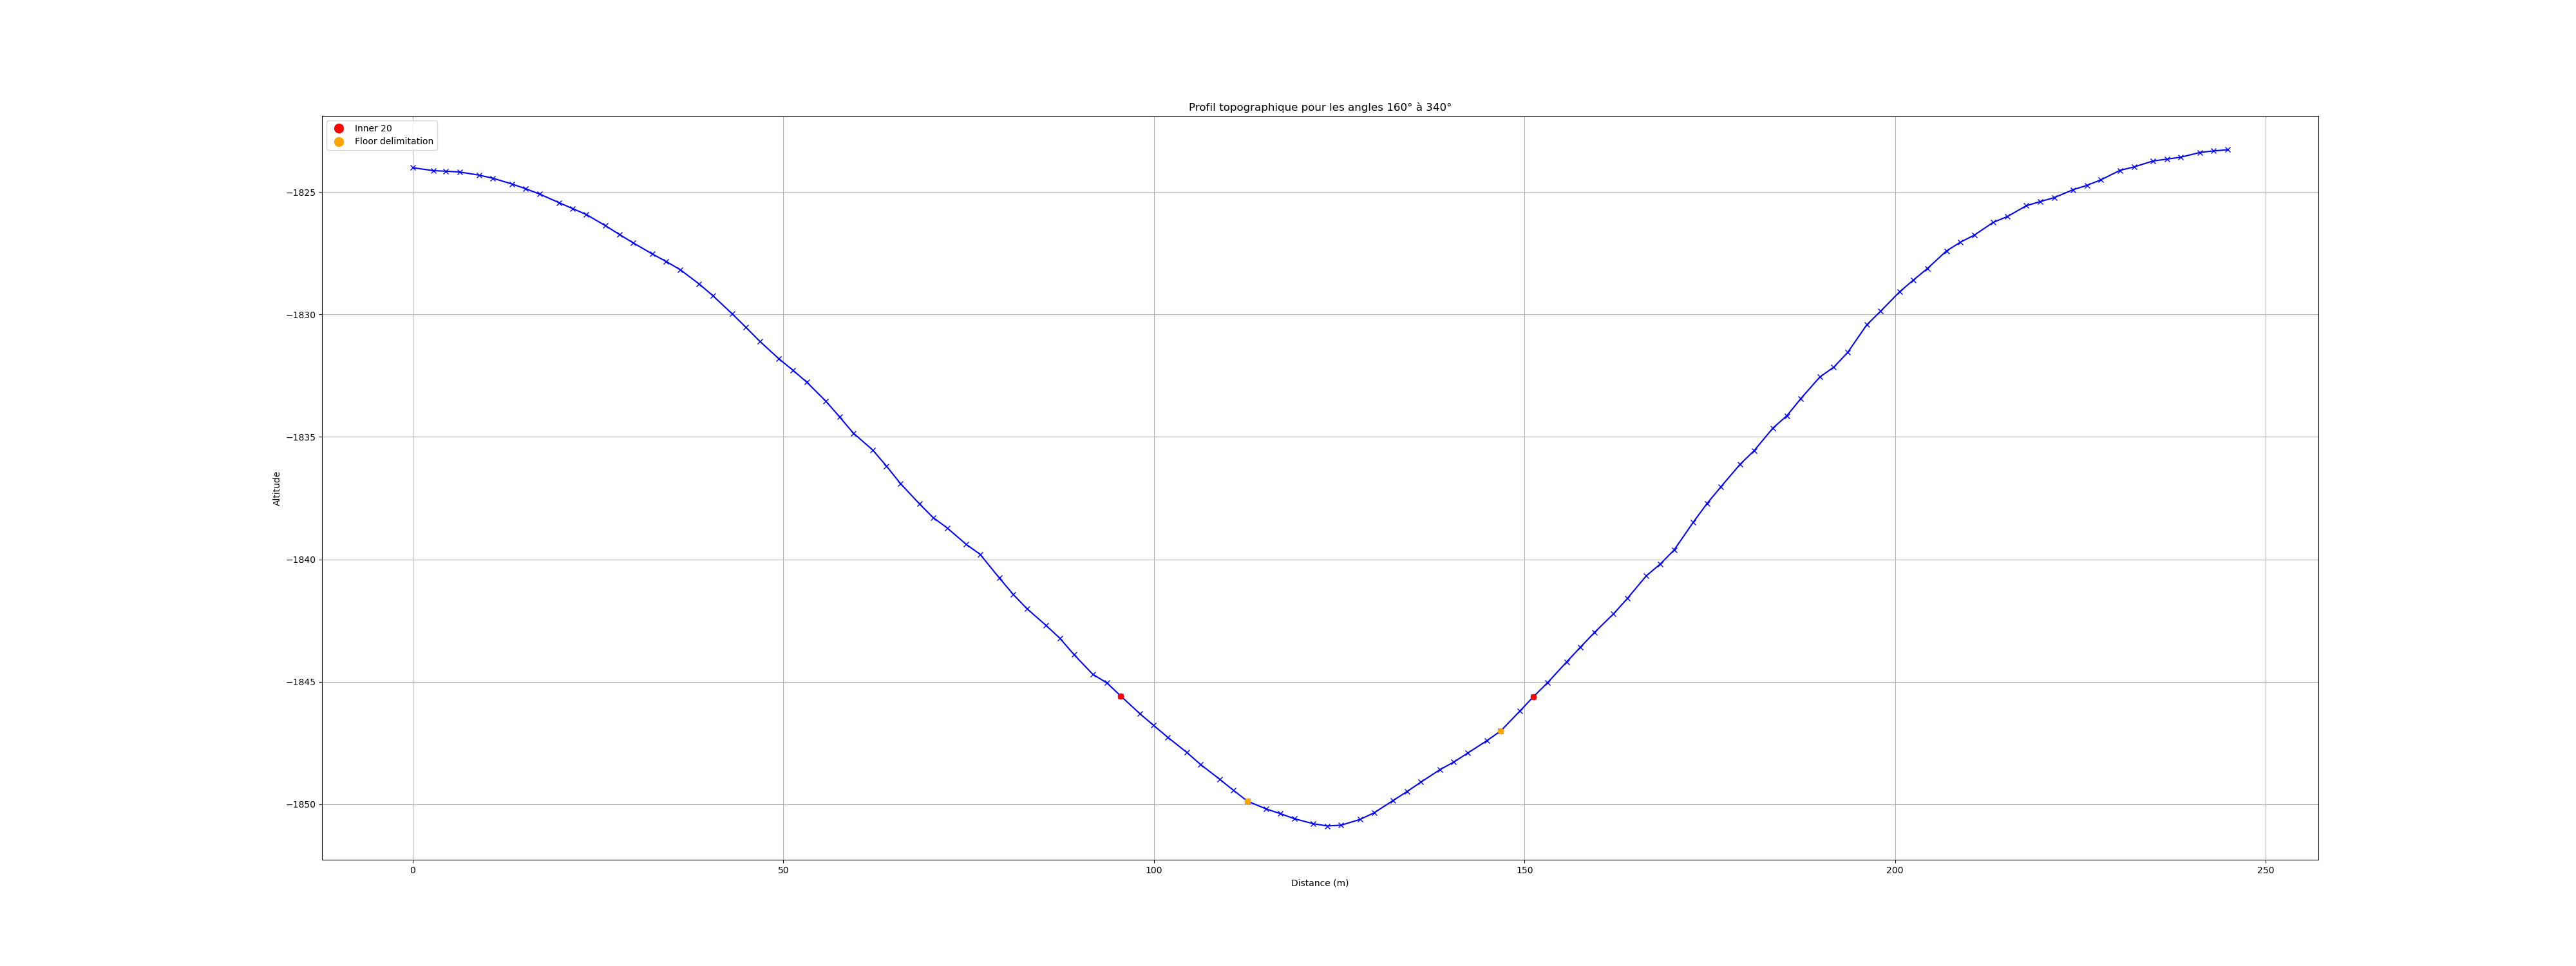 Profil topographique pour les angles 160° à 340°
Inner 20
Floor delimitation
−1825
−1830
−1835
−1840
−1845
−1850
Altitude
0
50
100
150
200
250
Distance (m)